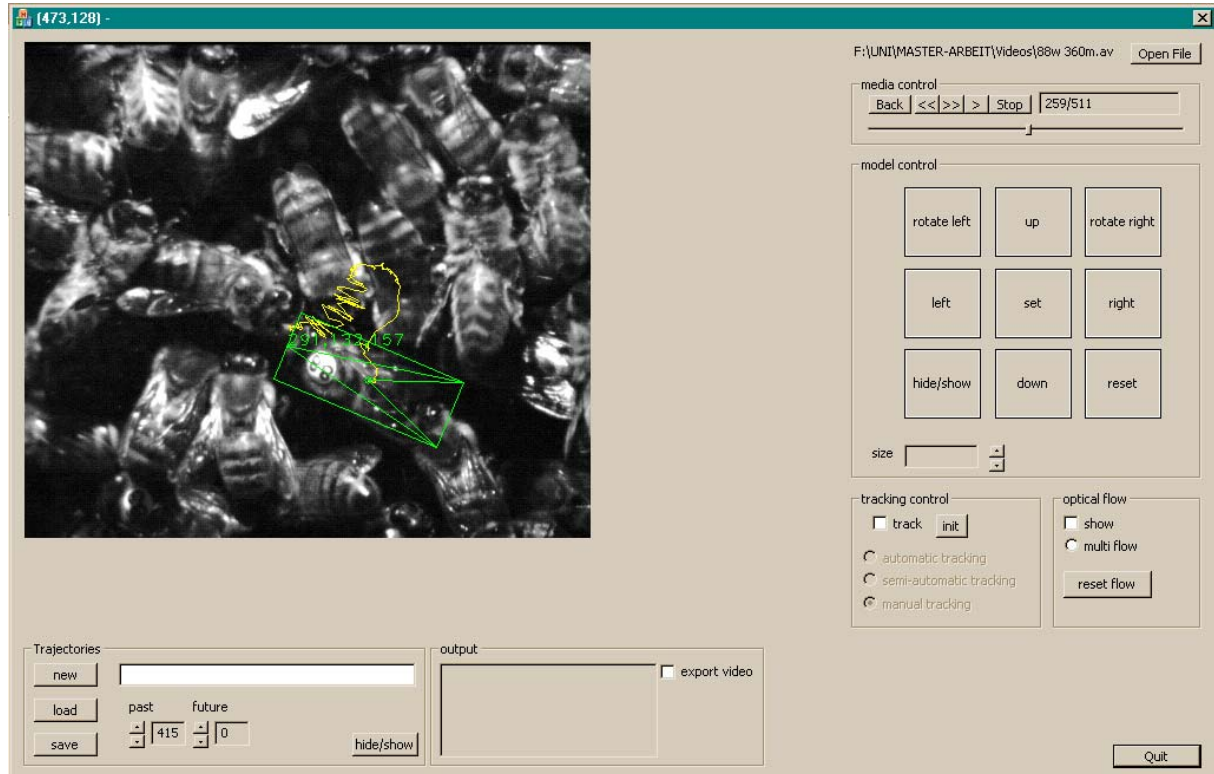 (473,128) -
F:\UNI\MASTER-ARBEIT\Videos\88w 360m.av
Open File
media control
Back << >> > Stop 259/511
model control
rotate left up rotate right
left set right
hide/show down reset
size
291,132,157
tracking control
track init
automatic tracking
semi-automatic tracking
manual tracking
optical flow
show
multi flow
reset flow
Trajectories
new
load
save
past future
415 0
hide/show
output
export video
Quit